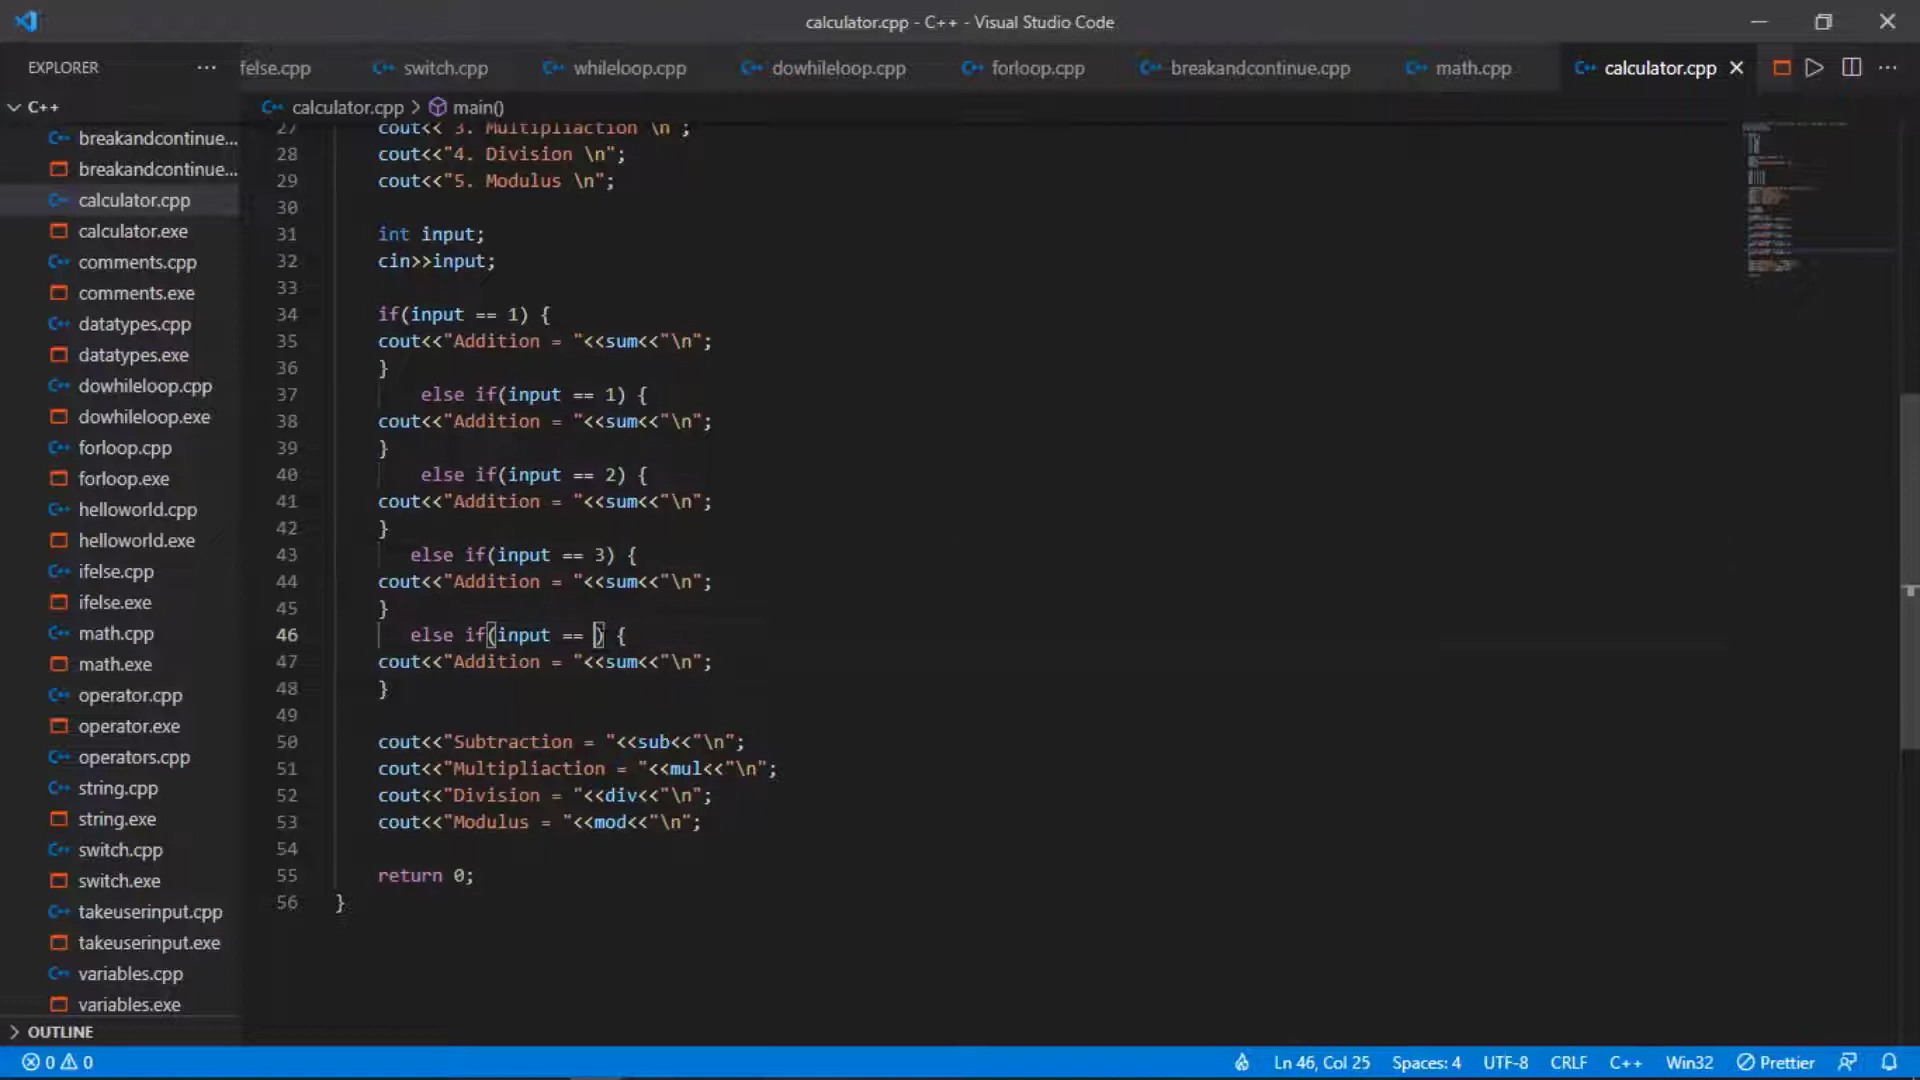 calculator.cpp - C++ - Visual Studio Code
EXPLORER ···
felse.cpp switch.cpp whileloop.cpp dowhileloop.cpp forloop.cpp breakandcontinue.cpp math.cpp calculator.cpp
C++
calculator.cpp > main()
breakandcontinue...
breakandcontinue...
calculator.cpp
calculator.exe
comments.cpp
comments.exe
datatypes.cpp
datatypes.exe
dowhileloop.cpp
dowhileloop.exe
forloop.cpp
forloop.exe
helloworld.cpp
helloworld.exe
ifelse.cpp
ifelse.exe
math.cpp
math.exe
operator.cpp
operator.exe
operators.cpp
string.cpp
string.exe
switch.cpp
switch.exe
takeuserinput.cpp
takeuserinput.exe
variables.cpp
variables.exe
OUTLINE
27 cout<<"3. Multipliaction \n";
28 cout<<"4. Division \n";
29 cout<<"5. Modulus \n";
30
31 int input;
32 cin>>input;
33
34 if(input == 1) {
35 cout<<"Addition = "<<sum<<"\n";
36 }
37 else if(input == 1) {
38 cout<<"Addition = "<<sum<<"\n";
39 }
40 else if(input == 2) {
41 cout<<"Addition = "<<sum<<"\n";
42 }
43 else if(input == 3) {
44 cout<<"Addition = "<<sum<<"\n";
45 }
46 else if(input == ) {
47 cout<<"Addition = "<<sum<<"\n";
48 }
49
50 cout<<"Subtraction = "<<sub<<"\n";
51 cout<<"Multipliaction = "<<mul<<"\n";
52 cout<<"Division = "<<div<<"\n";
53 cout<<"Modulus = "<<mod<<"\n";
54
55 return 0;
56 }
0 0 Ln 46, Col 25 Spaces: 4 UTF-8 CRLF C++ Win32 Prettier